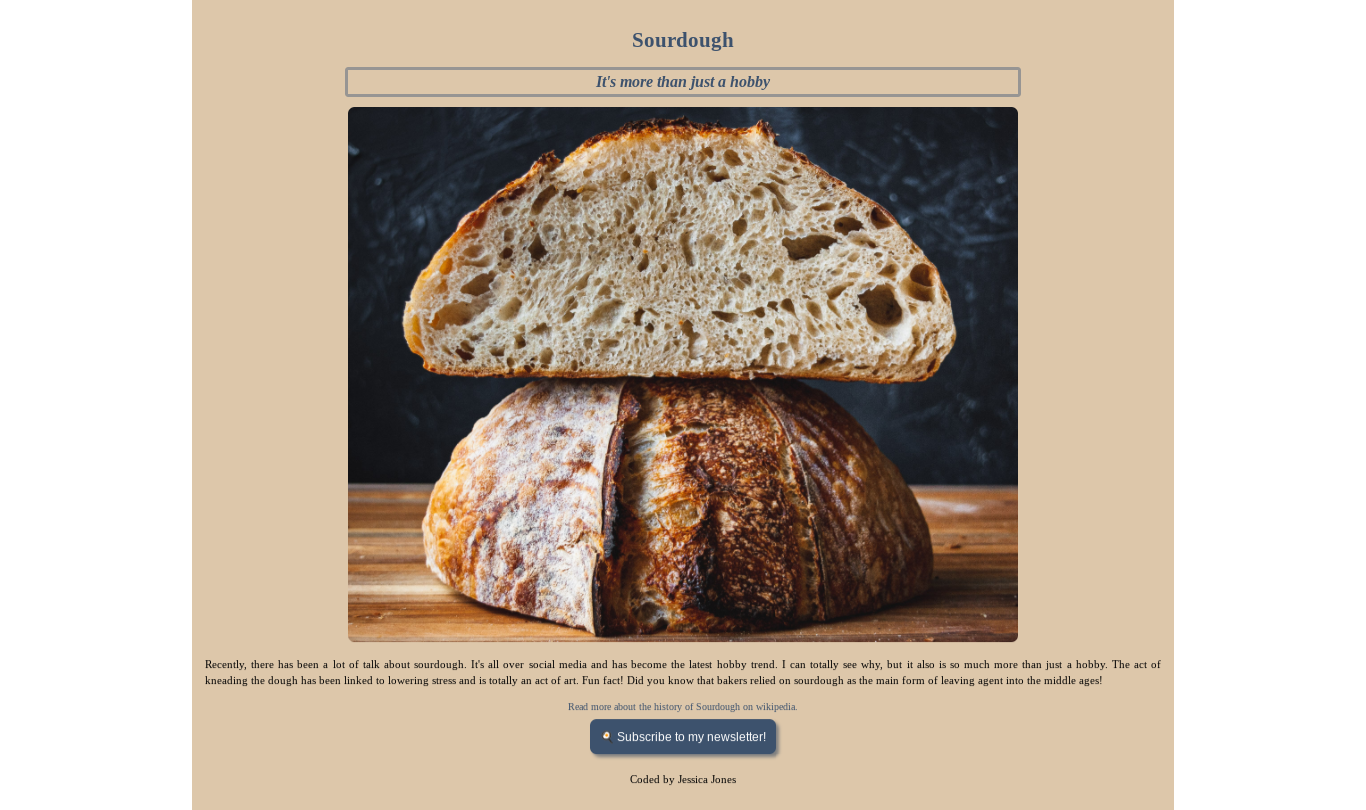 Sourdough
It's more than just a hobby
Recently, there has been a lot of talk about sourdough. It's all over social media and has become the latest hobby trend. I can totally see why, but it also is so much more than just a hobby. The act of
kneading the dough has been linked to lowering stress and is totally an act of art. Fun fact! Did you know that bakers relied on sourdough as the main form of leaving agent into the middle ages!
Read more about the history of Sourdough on wikipedia.
Subscribe to my newsletter!
Coded by Jessica Jones